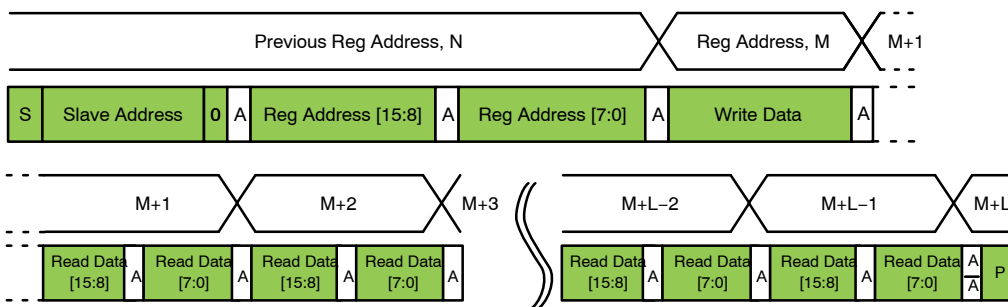 Previous Reg Address, N Reg Address, M M+1
S Slave Address 0 A Reg Address [15:8] A Reg Address [7:0] A Write Data A
M+1 M+2 M+3 M+L−2 M+L−1 M+L
Read Data [15:8] A Read Data [7:0] A Read Data [15:8] A Read Data [7:0] A Read Data [15:8] A Read Data [7:0] A Read Data [15:8] A Read Data [7:0] A A P